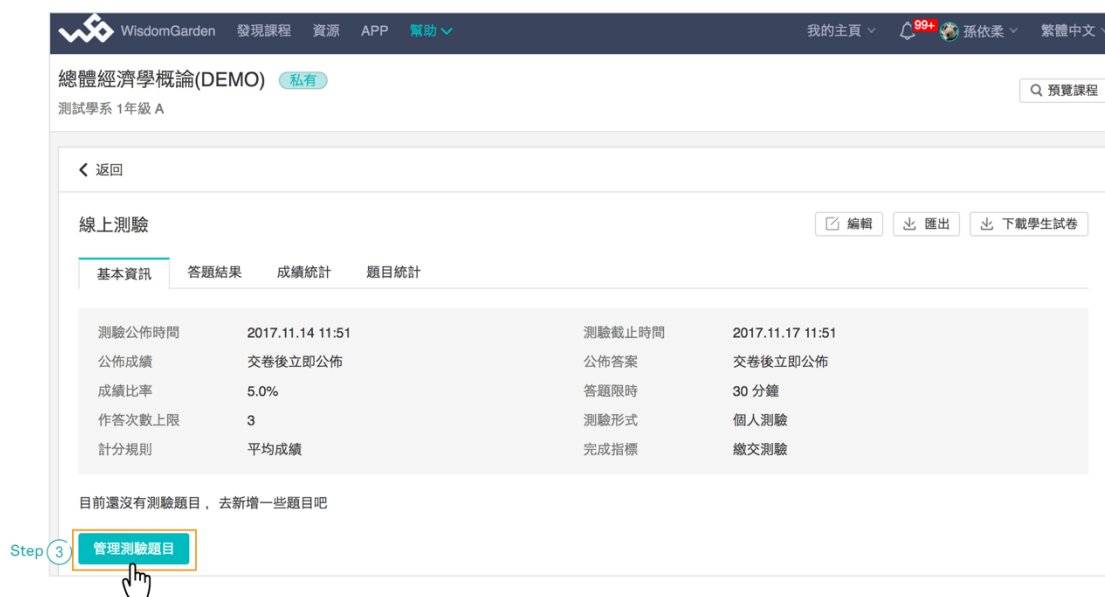 WisdomGarden 發現課程 資源 APP 幫助 我的主頁 99+ 孫依柔 繁體中文
總體經濟學概論(DEMO) 私有
測試學系 1年級 A
預覽課程
返回
線上測驗 編輯 匯出 下載學生試卷
基本資訊 答題結果 成績統計 題目統計
測驗公佈時間 2017.11.14 11:51 測驗截止時間 2017.11.17 11:51
公佈成績 交卷後立即公佈 公佈答案 交卷後立即公佈
成績比率 5.0% 答題限時 30 分鐘
作答次數上限 3 測驗形式 個人測驗
計分規則 平均成績 完成指標 繳交測驗
目前還沒有測驗題目，去新增一些題目吧
Step 3 管理測驗題目